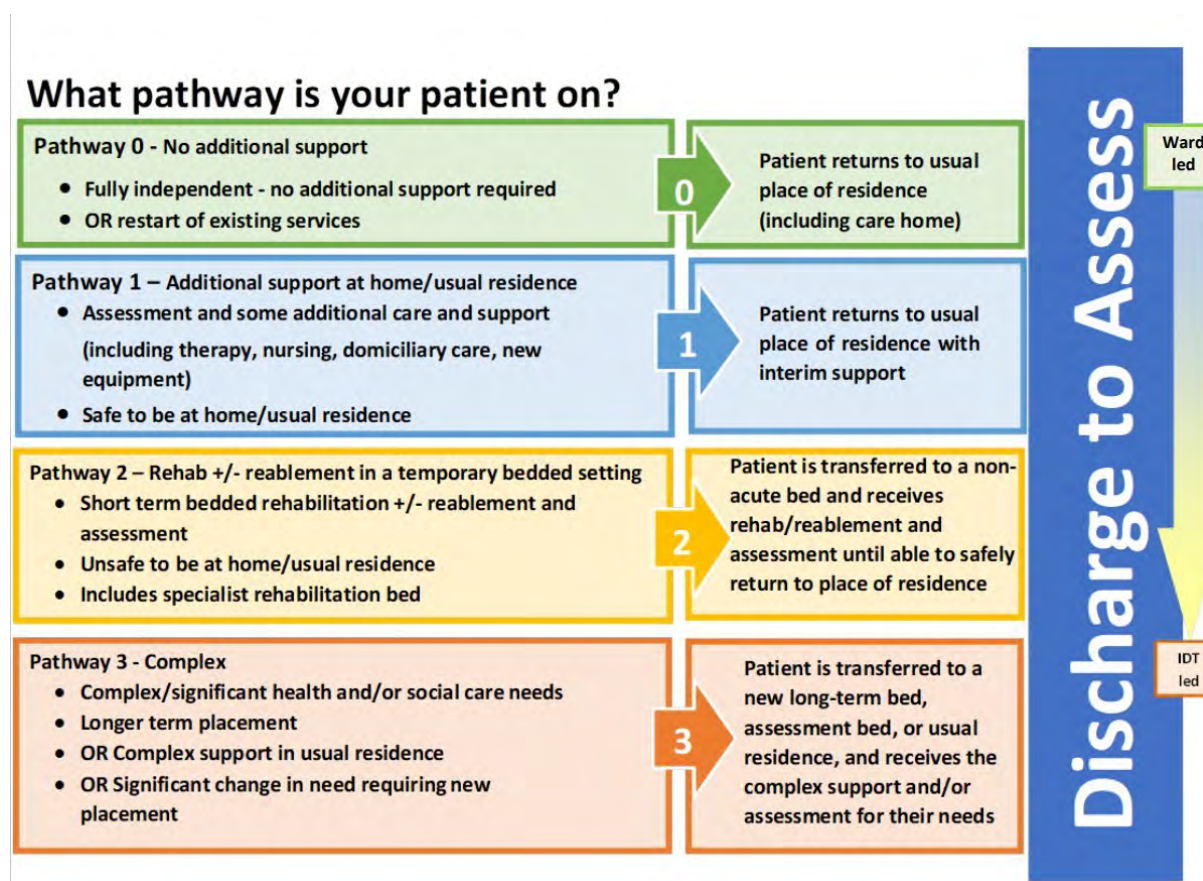 What pathway is your patient on?
Pathway 0 - No additional support
• Fully independent - no additional support required
• OR restart of existing services
0
Patient returns to usual
place of residence
(including care home)
Pathway 1 – Additional support at home/usual residence
• Assessment and some additional care and support
(including therapy, nursing, domiciliary care, new
equipment)
• Safe to be at home/usual residence
1
Patient returns to usual
place of residence with
interim support
Pathway 2 – Rehab +/- reablement in a temporary bedded setting
• Short term bedded rehabilitation +/- reablement and
assessment
• Unsafe to be at home/usual residence
• Includes specialist rehabilitation bed
2
Patient is transferred to a non-
acute bed and receives
rehab/reablement and
assessment until able to safely
return to place of residence
Pathway 3 - Complex
• Complex/significant health and/or social care needs
• Longer term placement
• OR Complex support in usual residence
• OR Significant change in need requiring new
placement
3
Patient is transferred to a
new long-term bed,
assessment bed, or usual
residence, and receives the
complex support and/or
assessment for their needs
Discharge to Assess
Ward
led
IDT
led